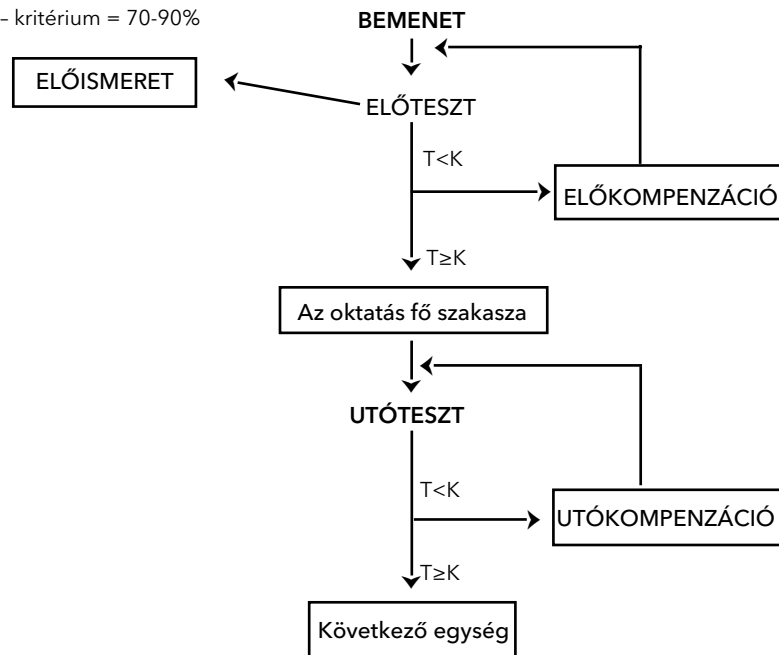 – kritérium = 70-90%
BEMENET
ELŐISMERET
ELŐTESZT
T<K
ELŐKOMPENZÁCIÓ
T≥K
Az oktatás fő szakasza
UTÓTESZT
T<K
UTÓKOMPENZÁCIÓ
T≥K
Következő egység